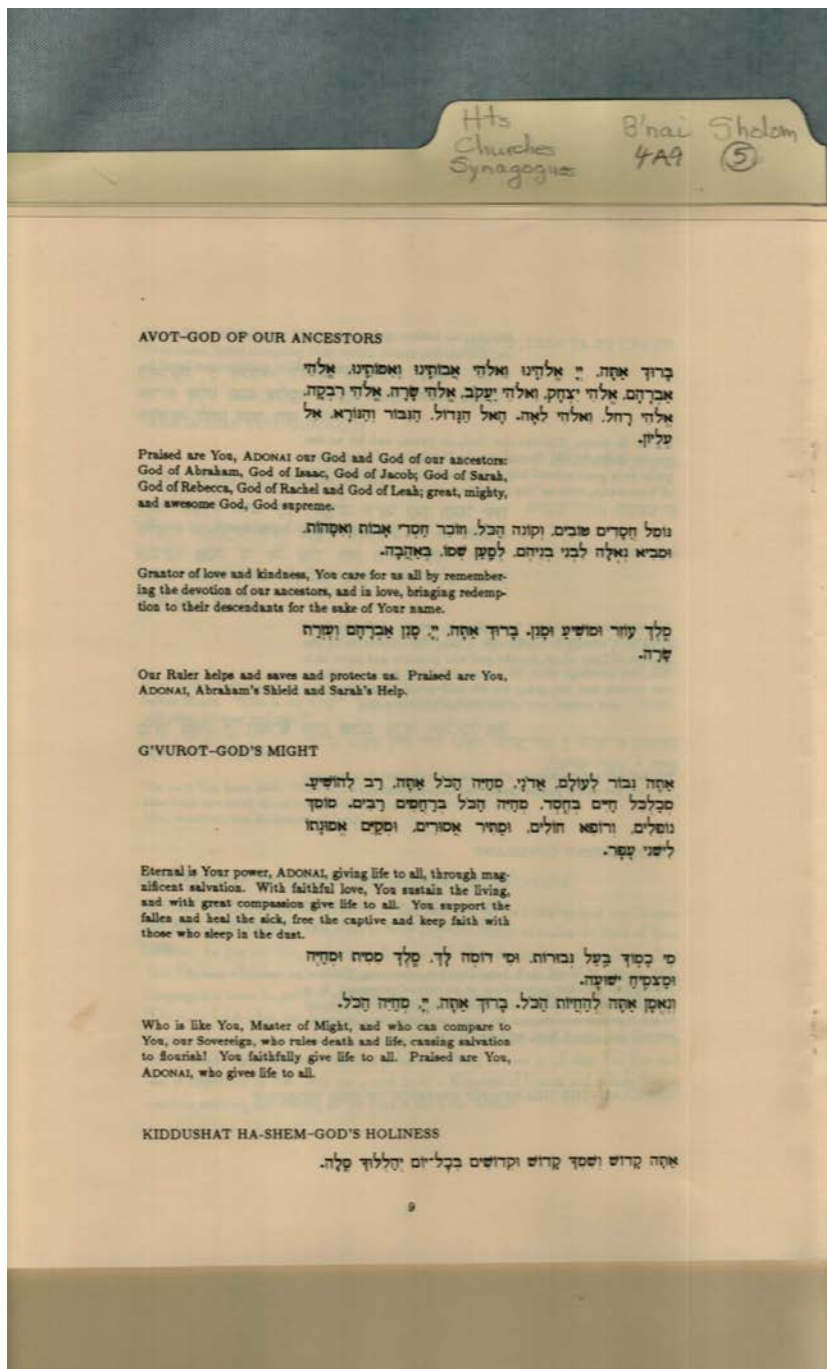 Hts
Churches
Synagogues
B'nai Sholom
4A9 5
AVOT–GOD OF OUR ANCESTORS
בָּרוּךְ אַתָּה, יְיָ אֱלֹהֵינוּ וֵאלֹהֵי אֲבוֹתֵינוּ וְאִמּוֹתֵינוּ, אֱלֹהֵי
אַבְרָהָם, אֱלֹהֵי יִצְחָק, וֵאלֹהֵי יַעֲקֹב, אֱלֹהֵי שָׂרָה, אֱלֹהֵי רִבְקָה,
אֱלֹהֵי רָחֵל, וֵאלֹהֵי לֵאָה. הָאֵל הַגָּדוֹל, הַגִּבּוֹר וְהַנּוֹרָא, אֵל
עֶלְיוֹן.
Praised are You, ADONAI our God and God of our ancestors:
God of Abraham, God of Isaac, God of Jacob; God of Sarah,
God of Rebecca, God of Rachel and God of Leah; great, mighty,
and awesome God, God supreme.
גּוֹמֵל חֲסָדִים טוֹבִים, וְקוֹנֵה הַכֹּל, וְזוֹכֵר חַסְדֵי אָבוֹת וְאִמָּהוֹת,
וּמֵבִיא גְאֻלָּה לִבְנֵי בְנֵיהֶם, לְמַעַן שְׁמוֹ, בְּאַהֲבָה.
Grantor of love and kindness, You care for us all by remember-
ing the devotion of our ancestors, and in love, bringing redemp-
tion to their descendants for the sake of Your name.
מֶלֶךְ עוֹזֵר וּמוֹשִׁיעַ וּמָגֵן. בָּרוּךְ אַתָּה, יְיָ, מָגֵן אַבְרָהָם וְעֶזְרַת
שָׂרָה.
Our Ruler helps and saves and protects us. Praised are You,
ADONAI, Abraham's Shield and Sarah's Help.
G'VUROT–GOD'S MIGHT
אַתָּה גִּבּוֹר לְעוֹלָם, אֲדֹנָי, מְחַיֵּה הַכֹּל אַתָּה, רַב לְהוֹשִׁיעַ.
מְכַלְכֵּל חַיִּים בְּחֶסֶד, מְחַיֵּה הַכֹּל בְּרַחֲמִים רַבִּים. סוֹמֵךְ
נוֹפְלִים, וְרוֹפֵא חוֹלִים, וּמַתִּיר אֲסוּרִים, וּמְקַיֵּם אֱמוּנָתוֹ
לִישֵׁנֵי עָפָר.
Eternal is Your power, ADONAI, giving life to all, through mag-
nificent salvation. With faithful love, You sustain the living,
and with great compassion give life to all. You support the
fallen and heal the sick, free the captive and keep faith with
those who sleep in the dust.
מִי כָמוֹךָ בַּעַל גְּבוּרוֹת, וּמִי דּוֹמֶה לָּךְ, מֶלֶךְ מֵמִית וּמְחַיֶּה
וּמַצְמִיחַ יְשׁוּעָה.
וְנֶאֱמָן אַתָּה לְהַחֲיוֹת הַכֹּל. בָּרוּךְ אַתָּה, יְיָ, מְחַיֵּה הַכֹּל.
Who is like You, Master of Might, and who can compare to
You, our Sovereign, who rules death and life, causing salvation
to flourish! You faithfully give life to all. Praised are You,
ADONAI, who gives life to all.
KIDDUSHAT HA-SHEM–GOD'S HOLINESS
אַתָּה קָדוֹשׁ וְשִׁמְךָ קָדוֹשׁ וּקְדוֹשִׁים בְּכָל־יוֹם יְהַלְלוּךָ סֶּלָה.
9